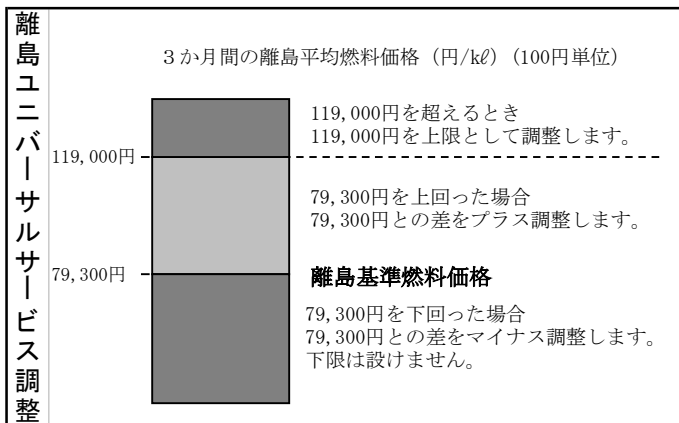 離島ユニバーサルサービス調整
3か月間の離島平均燃料価格（円/kℓ）(100円単位)
119,000円を超えるとき
119,000円を上限として調整します。
119,000円
79,300円を上回った場合
79,300円との差をプラス調整します。
79,300円
離島基準燃料価格
79,300円を下回った場合
79,300円との差をマイナス調整します。
下限は設けません。